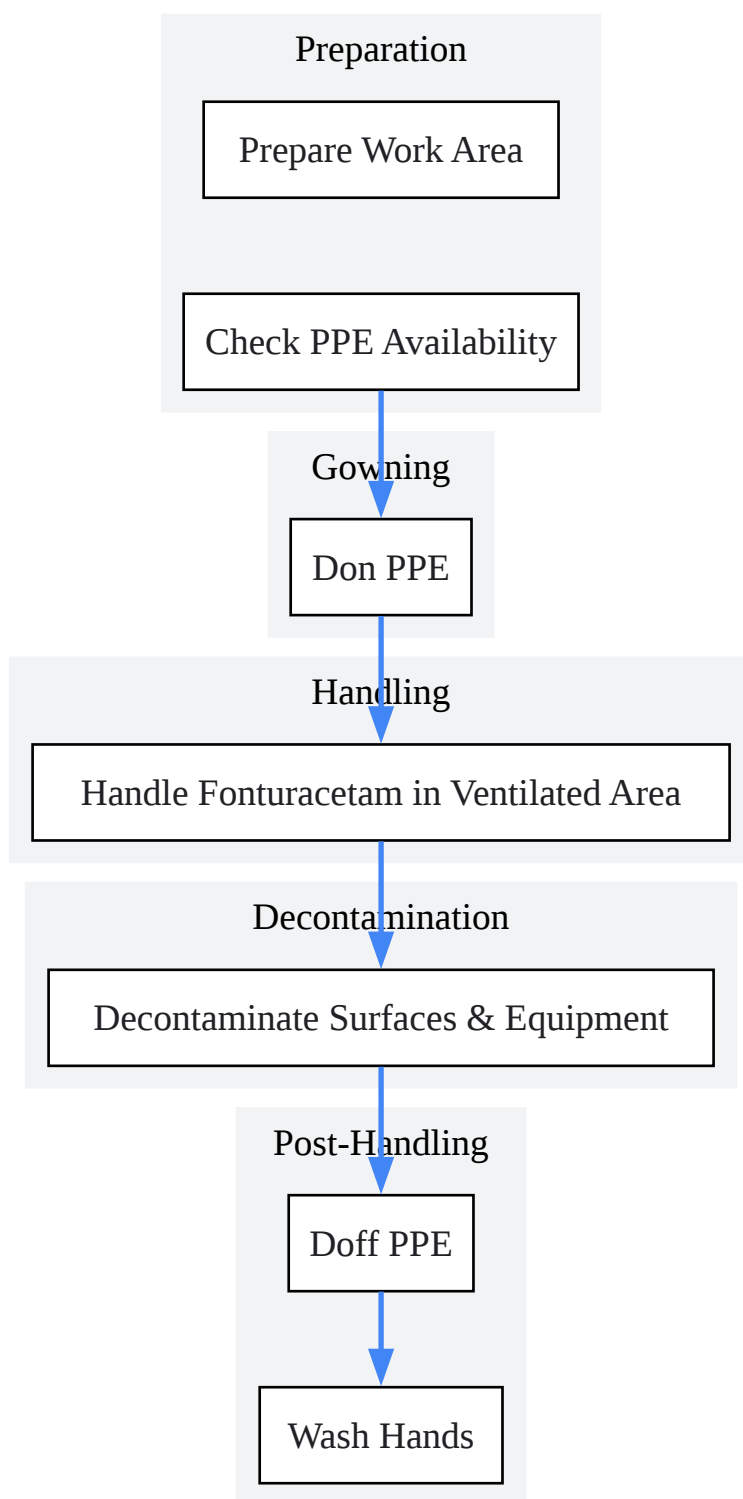 Preparation
Prepare Work Area
Check PPE Availability
Gowning
Don PPE
Handling
Handle Fonturacetam in Ventilated Area
Decontamination
Decontaminate Surfaces & Equipment
Post-Handling
Doff PPE
Wash Hands